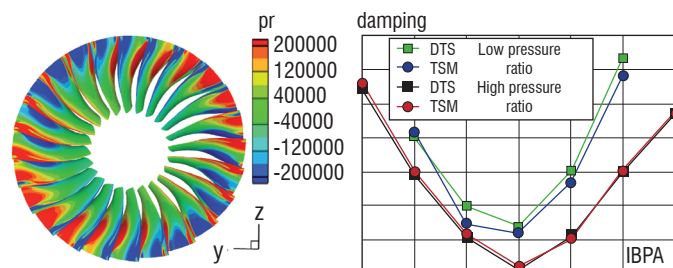 pr
200000
120000
40000
-40000
-120000
-200000
z
y
damping
DTS Low pressure
TSM ratio
DTS High pressure
TSM ratio
IBPA